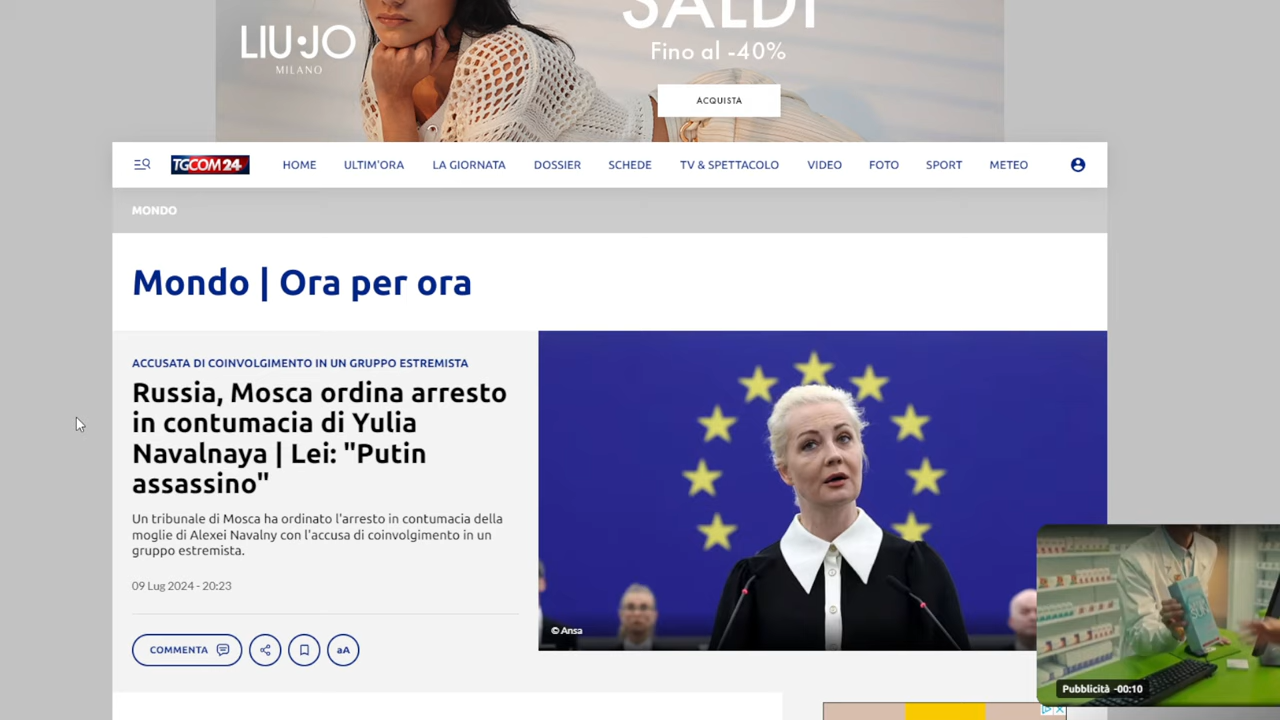 SALDI
LIU·JO
MILANO
Fino al -40%
ACQUISTA
TGCOM24
HOME
ULTIM'ORA
LA GIORNATA
DOSSIER
SCHEDE
TV & SPETTACOLO
VIDEO
FOTO
SPORT
METEO
MONDO
Mondo | Ora per ora
ACCUSATA DI COINVOLGIMENTO IN UN GRUPPO ESTREMISTA
Russia, Mosca ordina arresto
in contumacia di Yulia
Navalnaya | Lei: "Putin
assassino"
Un tribunale di Mosca ha ordinato l'arresto in contumacia della
moglie di Alexei Navalny con l'accusa di coinvolgimento in un
gruppo estremista.
09 Lug 2024 - 20:23
COMMENTA
aA
© Ansa
Pubblicità -00:10